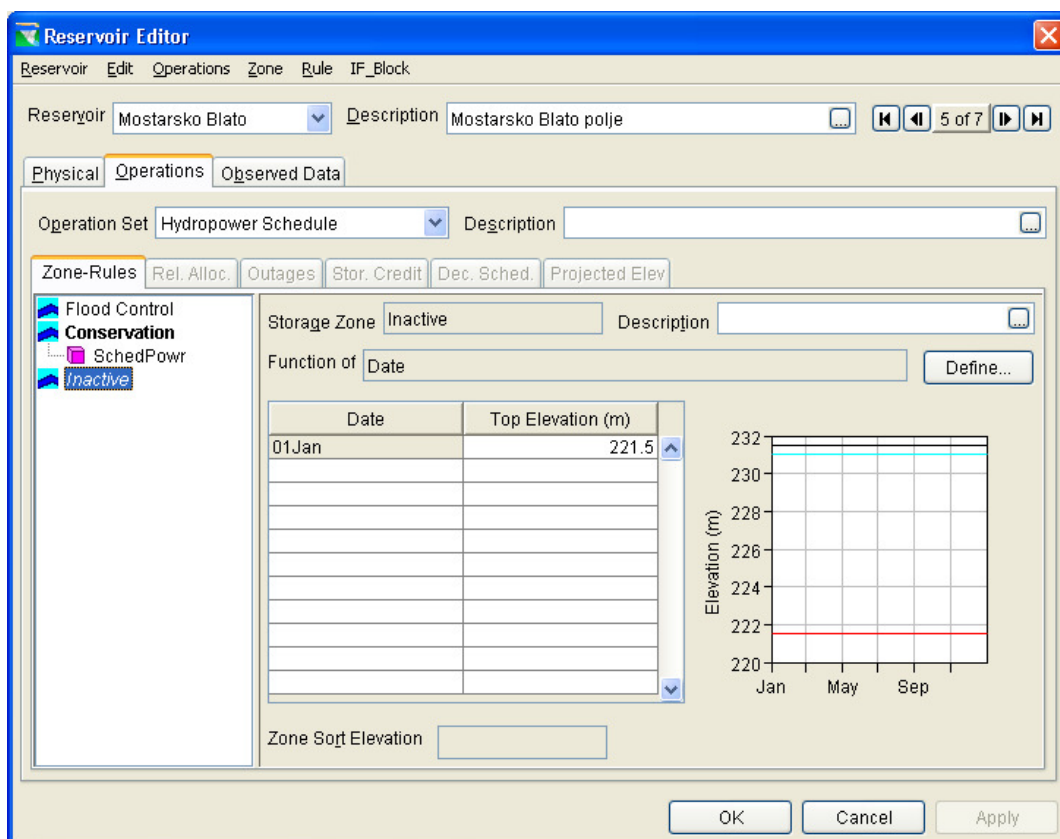 Reservoir Editor
Reservoir Edit Operations Zone Rule IF_Block
Reservoir Mostarsko Blato Description Mostarsko Blato polje ... 5 of 7
Physical Operations Observed Data
Operation Set Hydropower Schedule Description ...
Zone-Rules Rel. Alloc. Outages Stor. Credit Dec. Sched. Projected Elev
Flood Control
Conservation
SchedPowr
Inactive
Storage Zone Inactive Description ...
Function of Date Define...
Date Top Elevation (m)
01Jan 221.5
Elevation (m)
232
230
228
226
224
222
220
Jan May Sep
Zone Sort Elevation
OK Cancel Apply